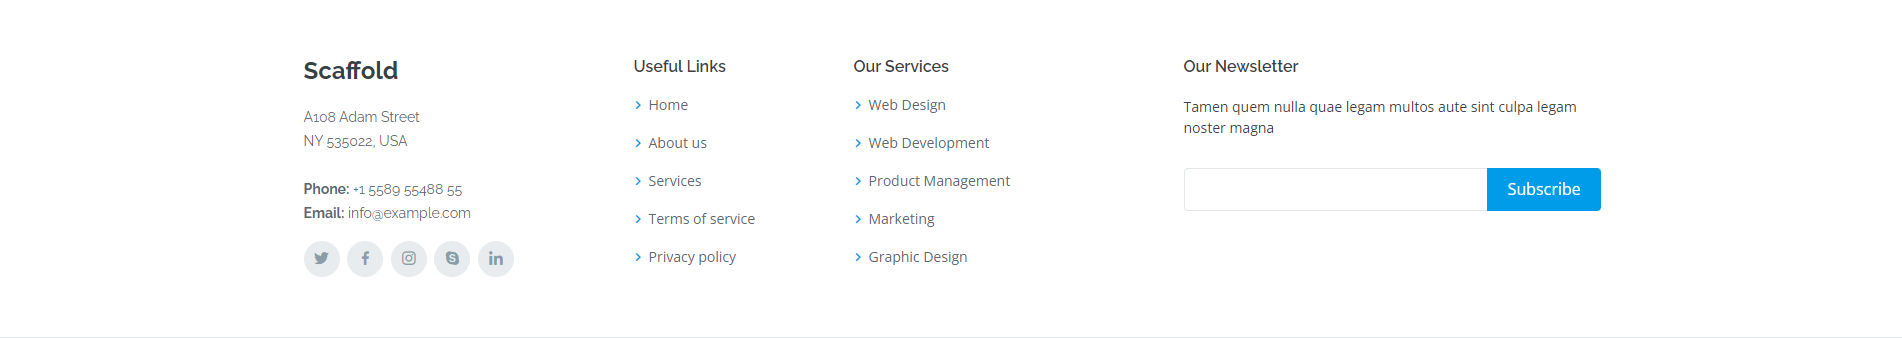 Scaffold
A108 Adam Street
NY 535022, USA
Phone: +1 5589 55488 55
Email: info@example.com
Useful Links
Home
About us
Services
Terms of service
Privacy policy
Our Services
Web Design
Web Development
Product Management
Marketing
Graphic Design
Our Newsletter
Tamen quem nulla quae legam multos aute sint culpa legam
noster magna
Subscribe